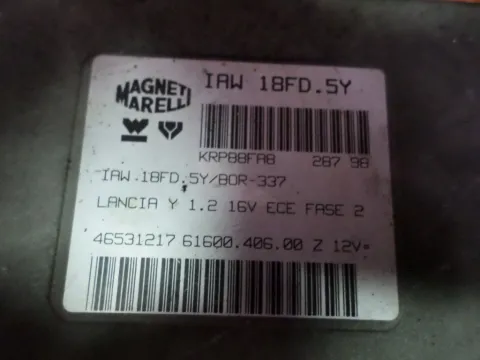 MAGNETI
MARELLI
IAW 18FD.5Y
KRP88FA8 287 98
IAW.18FD.5Y/BOR-337
LANCIA Y 1.2 16V ECE FASE 2
46531217 61600.406.00 Z 12V=